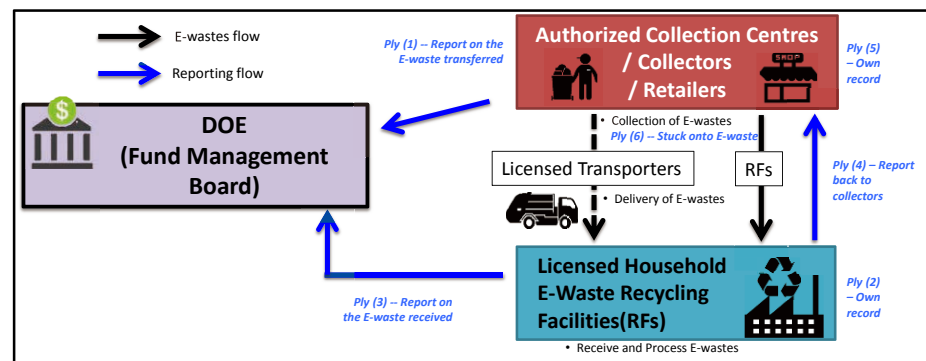 E-wastes flow
Reporting flow
Ply (1) -- Report on the
E-waste transferred
Authorized Collection Centres
/ Collectors
/ Retailers
SHOP
Ply (5)
– Own
record
$
DOE
(Fund Management
Board)
• Collection of E-wastes
Ply (6) -- Stuck onto E-waste
Licensed Transporters
RFs
Ply (4) – Report
back to
collectors
• Delivery of E-wastes
Licensed Household
E-Waste Recycling
Facilities(RFs)
Ply (2)
– Own
record
Ply (3) -- Report on
the E-waste received
• Receive and Process E-wastes